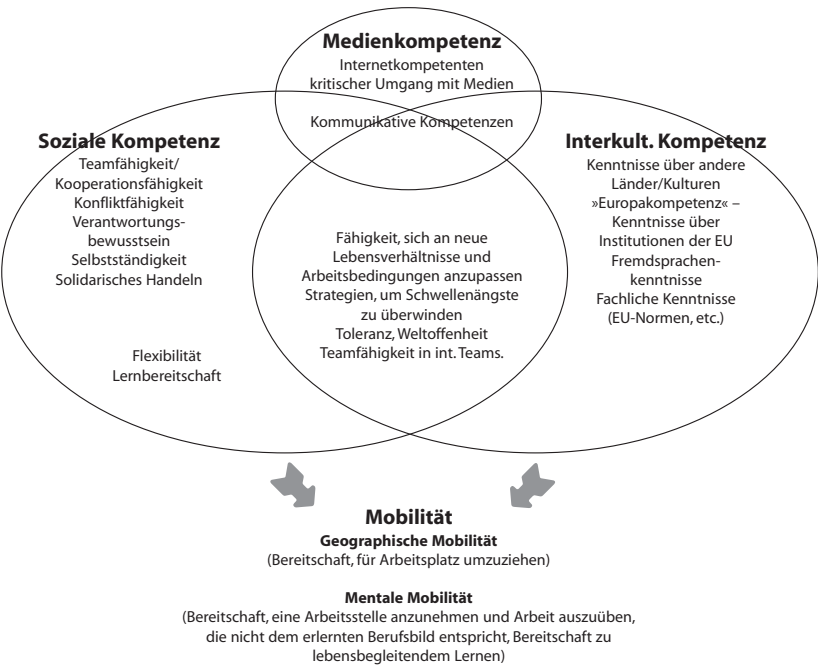 Medienkompetenz
Internetkompetenten
kritischer Umgang mit Medien
Kommunikative Kompetenzen
Soziale Kompetenz
Teamfähigkeit/
Kooperationsfähigkeit
Konfliktfähigkeit
Verantwortungs-
bewusstsein
Selbstständigkeit
Solidarisches Handeln
Flexibilität
Lernbereitschaft
Fähigkeit, sich an neue
Lebensverhältnisse und
Arbeitsbedingungen anzupassen
Strategien, um Schwellenängste
zu überwinden
Toleranz, Weltoffenheit
Teamfähigkeit in int. Teams.
Interkult. Kompetenz
Kenntnisse über andere
Länder/Kulturen
»Europakompetenz« –
Kenntnisse über
Institutionen der EU
Fremdsprachen-
kenntnisse
Fachliche Kenntnisse
(EU-Normen, etc.)
Mobilität
Geographische Mobilität
(Bereitschaft, für Arbeitsplatz umzuziehen)
Mentale Mobilität
(Bereitschaft, eine Arbeitsstelle anzunehmen und Arbeit auszuüben,
die nicht dem erlernten Berufsbild entspricht, Bereitschaft zu
lebensbegleitendem Lernen)